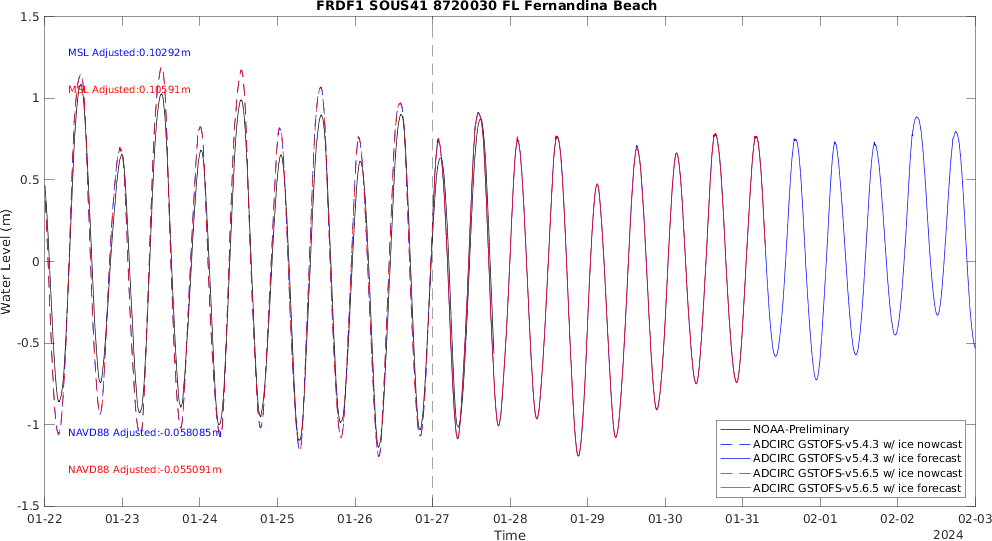 FRDF1 SOUS41 8720030 FL Fernandina Beach
1.5
1
0.5
0
-0.5
-1
-1.5
Water Level (m)
MSL Adjusted:0.10292m
MSL Adjusted:0.10591m
NAVD88 Adjusted:-0.058085m
NAVD88 Adjusted:-0.055091m
NOAA-Preliminary
ADCIRC GSTOFS-v5.4.3 w/ ice nowcast
ADCIRC GSTOFS-v5.4.3 w/ ice forecast
ADCIRC GSTOFS-v5.6.5 w/ ice nowcast
ADCIRC GSTOFS-v5.6.5 w/ ice forecast
01-22 01-23 01-24 01-25 01-26 01-27 01-28 01-29 01-30 01-31 02-01 02-02 02-03
Time
2024